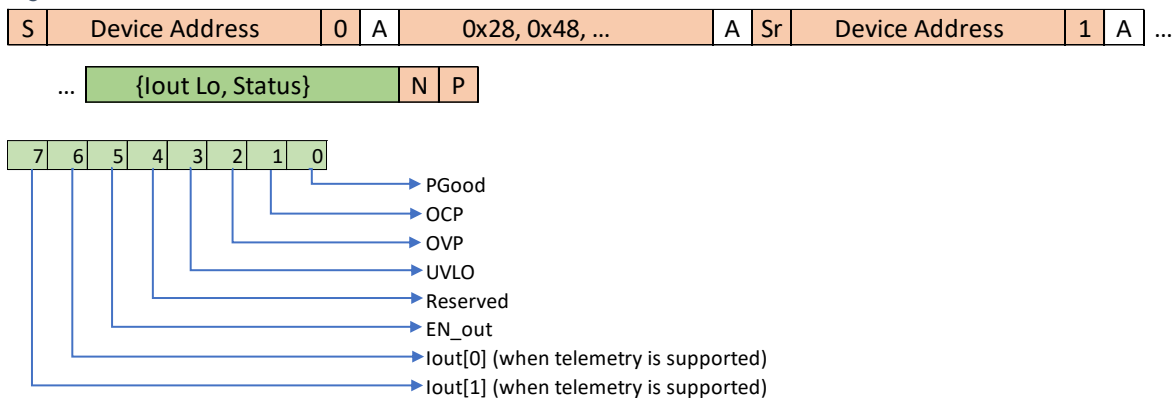 S Device Address 0 A 0x28, 0x48, ... A Sr Device Address 1 A ...
... {Iout Lo, Status} N P
7 6 5 4 3 2 1 0
PGood
OCP
OVP
UVLO
Reserved
EN_out
Iout[0] (when telemetry is supported)
Iout[1] (when telemetry is supported)